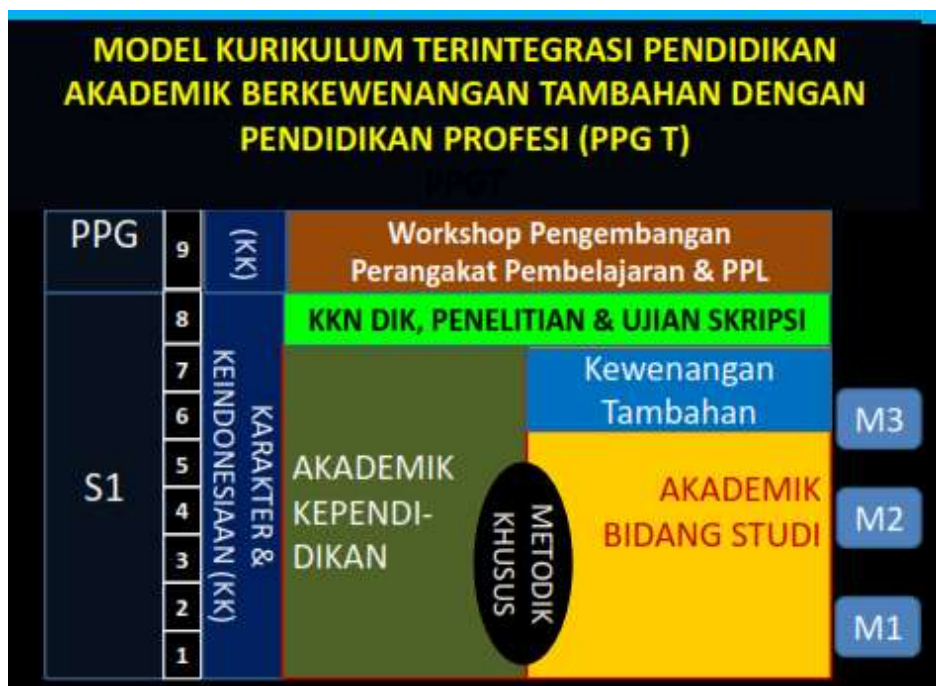 MODEL KURIKULUM TERINTEGRASI PENDIDIKAN
AKADEMIK BERKEWENANGAN TAMBAHAN DENGAN
PENDIDIKAN PROFESI (PPG T)
PPGT
PPG
9
(KK)
Workshop Pengembangan
Perangakat Pembelajaran & PPL
8
KKN DIK, PENELITIAN & UJIAN SKRIPSI
S1
7
6
5
4
3
2
1
KARAKTER &
KEINDONESIAAN (KK)
AKADEMIK
KEPENDI-
DIKAN
METODIK
KHUSUS
Kewenangan
Tambahan
AKADEMIK
BIDANG STUDI
M3
M2
M1